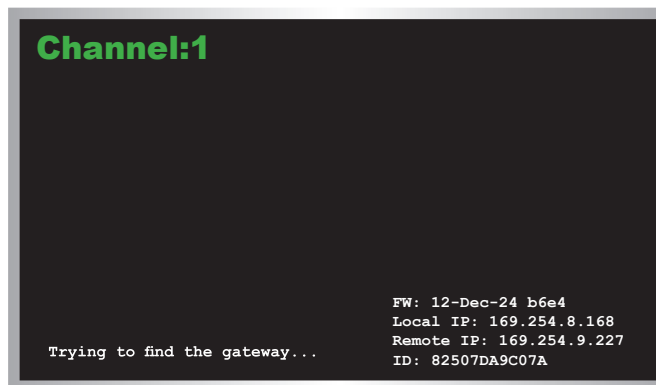 Channel:1
FW: 12-Dec-24 b6e4
Local IP: 169.254.8.168
Remote IP: 169.254.9.227
Trying to find the gateway...
ID: 82507DA9C07A